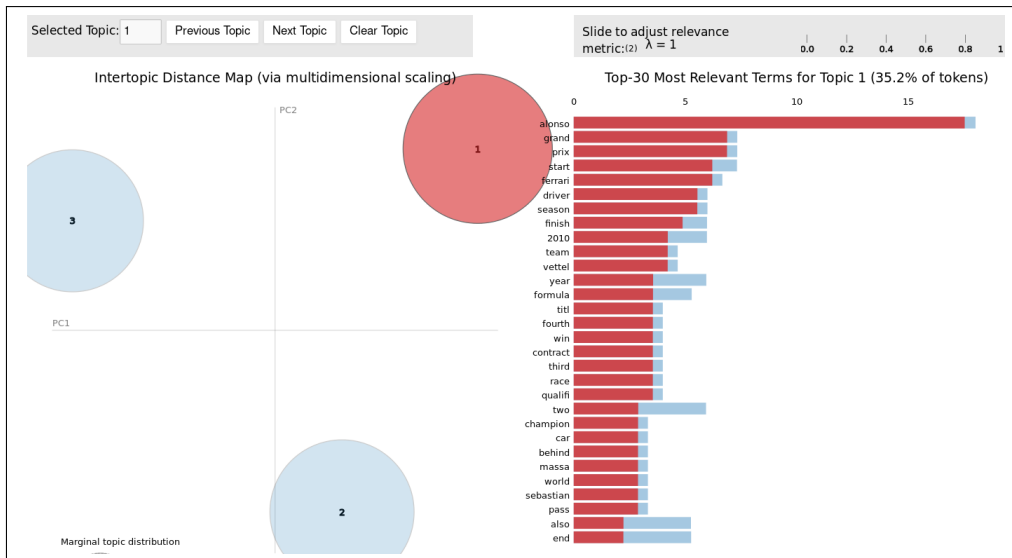 Selected Topic: 1 Previous Topic Next Topic Clear Topic
Slide to adjust relevance
metric:(2) λ = 1
0.0 0.2 0.4 0.6 0.8 1
Intertopic Distance Map (via multidimensional scaling)
PC2
1
3
PC1
2
Marginal topic distribution
Top-30 Most Relevant Terms for Topic 1 (35.2% of tokens)
0 5 10 15
alonso
grand
prix
start
ferrari
driver
season
finish
2010
team
vettel
year
formula
titl
fourth
win
contract
third
race
qualifi
two
champion
car
behind
massa
world
sebastian
pass
also
end